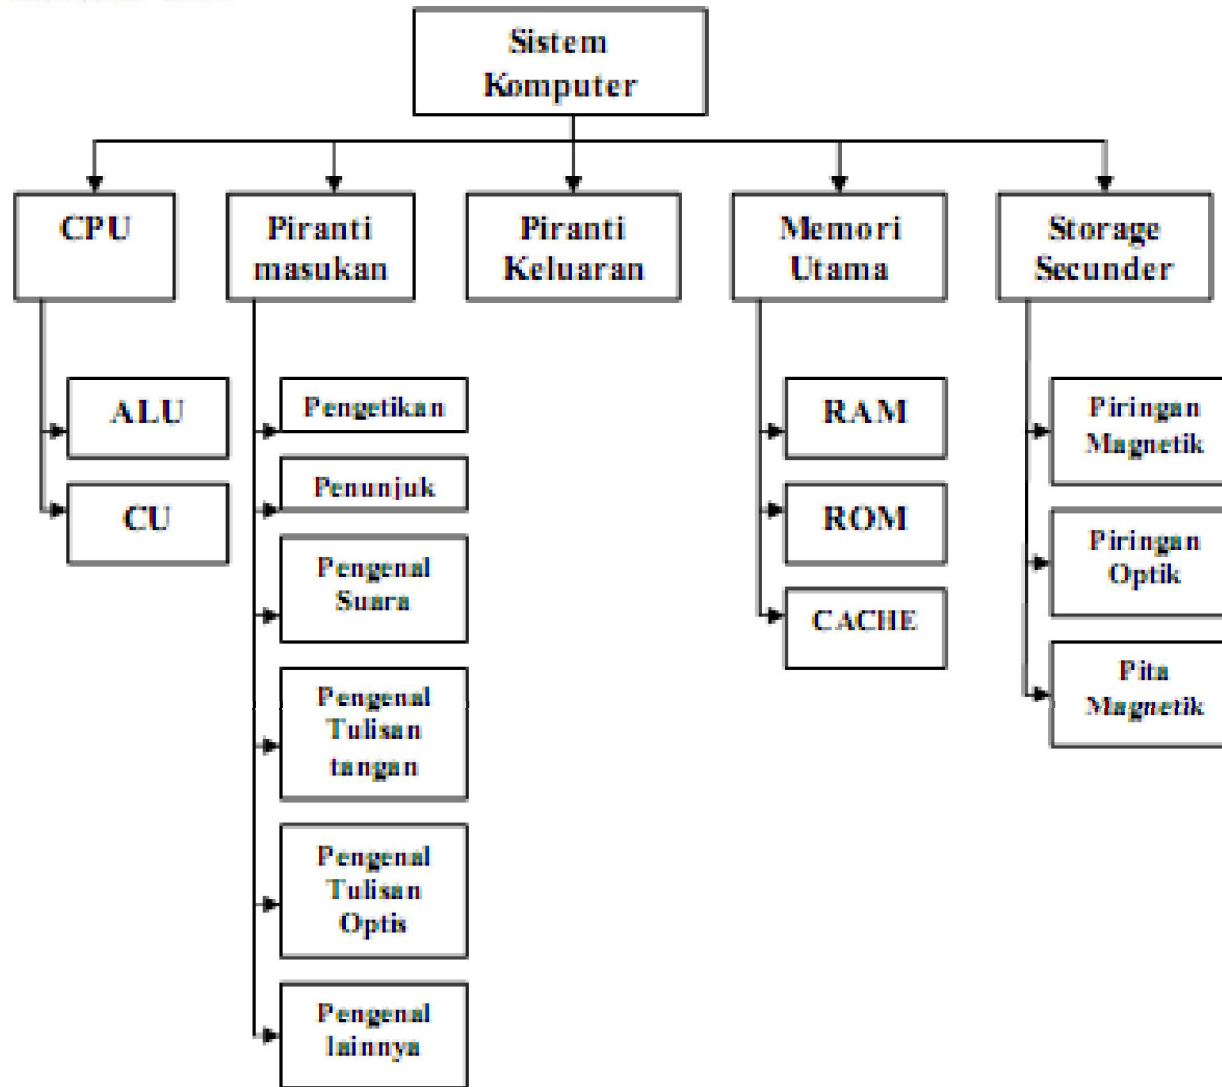 Sistem
Komputer
CPU
Piranti
masukan
Piranti
Keluaran
Memori
Utama
Storage
Secunder
ALU
CU
Pengetikan
Penunjuk
Pengenal
Suara
Pengenal
Tulisan
tangan
Pengenal
Tulisan
Optis
Pengenal
lainnya
RAM
ROM
CACHE
Piringan
Magnetik
Piringan
Optik
Pita
Magnetik